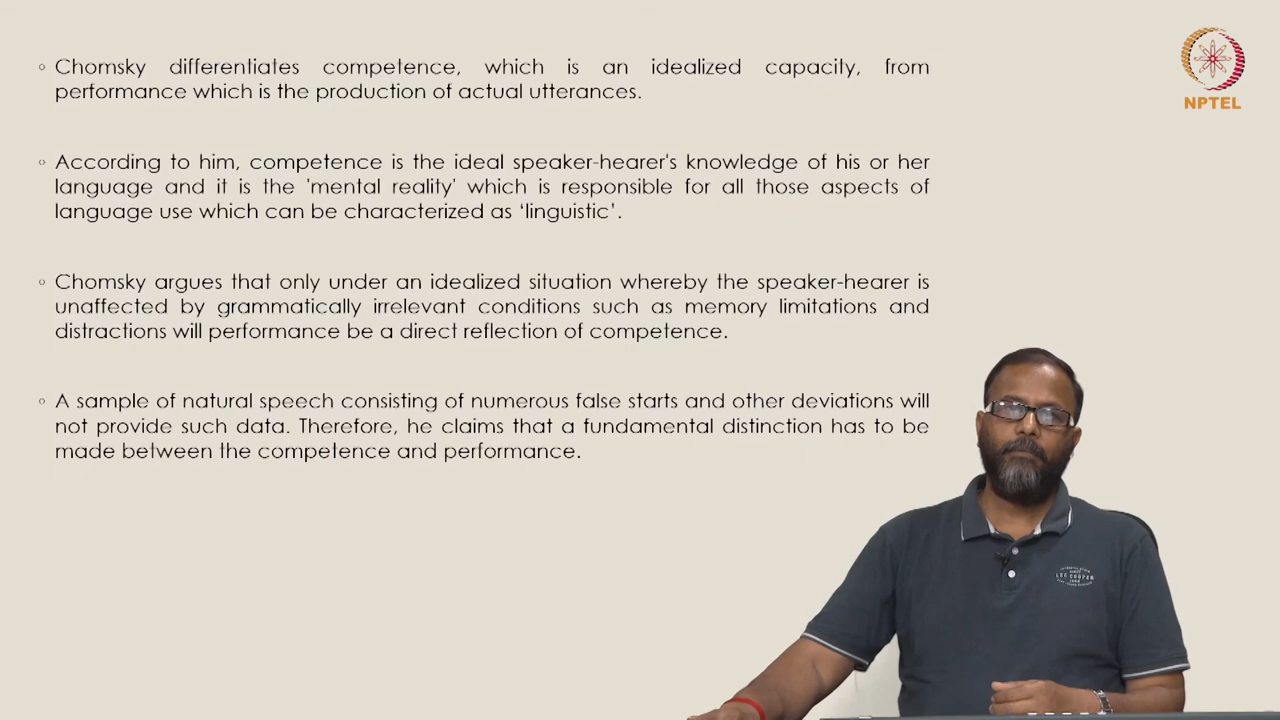 ◦ Chomsky differentiates competence, which is an idealized capacity, from
performance which is the production of actual utterances.
◦ According to him, competence is the ideal speaker-hearer's knowledge of his or her
language and it is the 'mental reality' which is responsible for all those aspects of
language use which can be characterized as ‘linguistic’.
◦ Chomsky argues that only under an idealized situation whereby the speaker-hearer is
unaffected by grammatically irrelevant conditions such as memory limitations and
distractions will performance be a direct reflection of competence.
◦ A sample of natural speech consisting of numerous false starts and other deviations will
not provide such data. Therefore, he claims that a fundamental distinction has to be
made between the competence and performance.
NPTEL
LEE COOPER